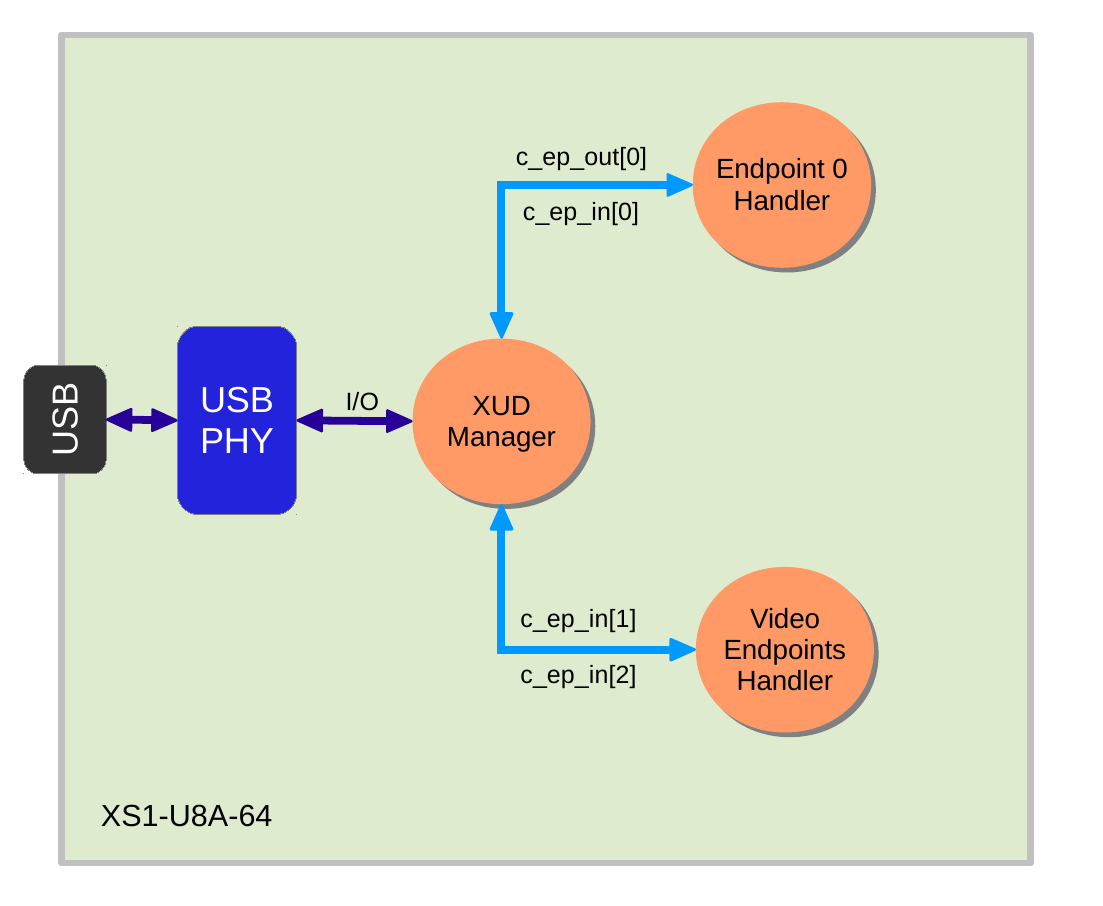 c_ep_out[0]
c_ep_in[0]
Endpoint 0
Handler
USB
USB
PHY
I/O
XUD
Manager
c_ep_in[1]
c_ep_in[2]
Video
Endpoints
Handler
XS1-U8A-64